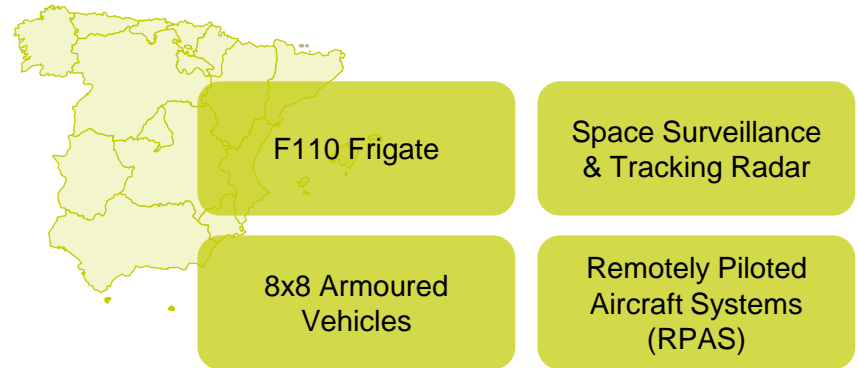 F110 Frigate
Space Surveillance
& Tracking Radar
8x8 Armoured
Vehicles
Remotely Piloted
Aircraft Systems
(RPAS)